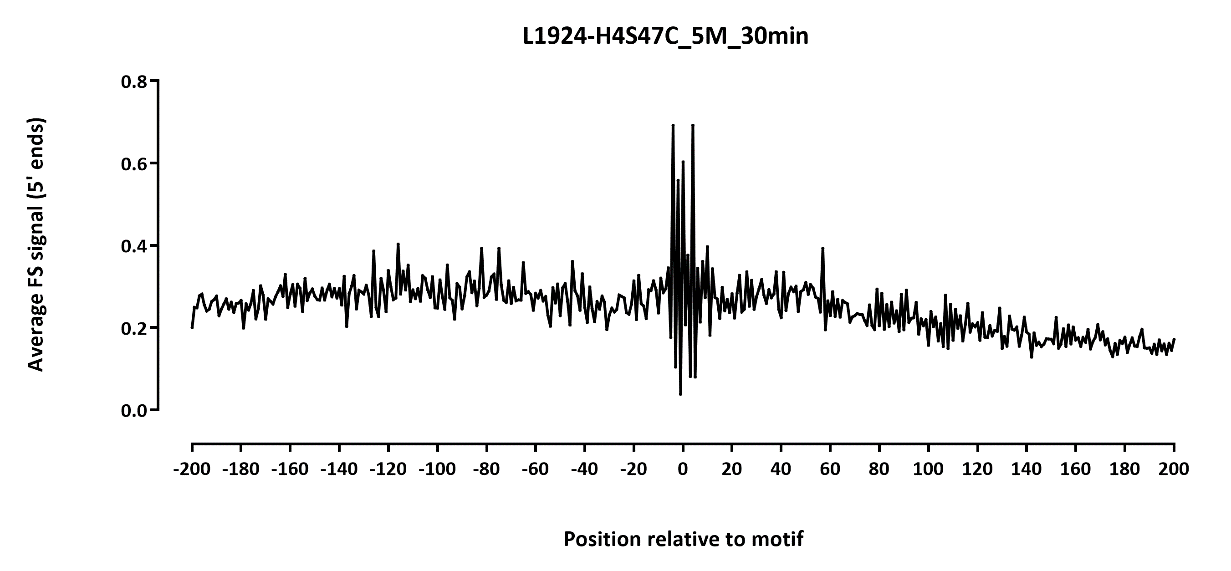 L1924-H4S47C_5M_30min
Average FS signal (5' ends)
0.8
0.6
0.4
0.2
0.0
-200 -180 -160 -140 -120 -100 -80 -60 -40 -20 0 20 40 60 80 100 120 140 160 180 200
Position relative to motif